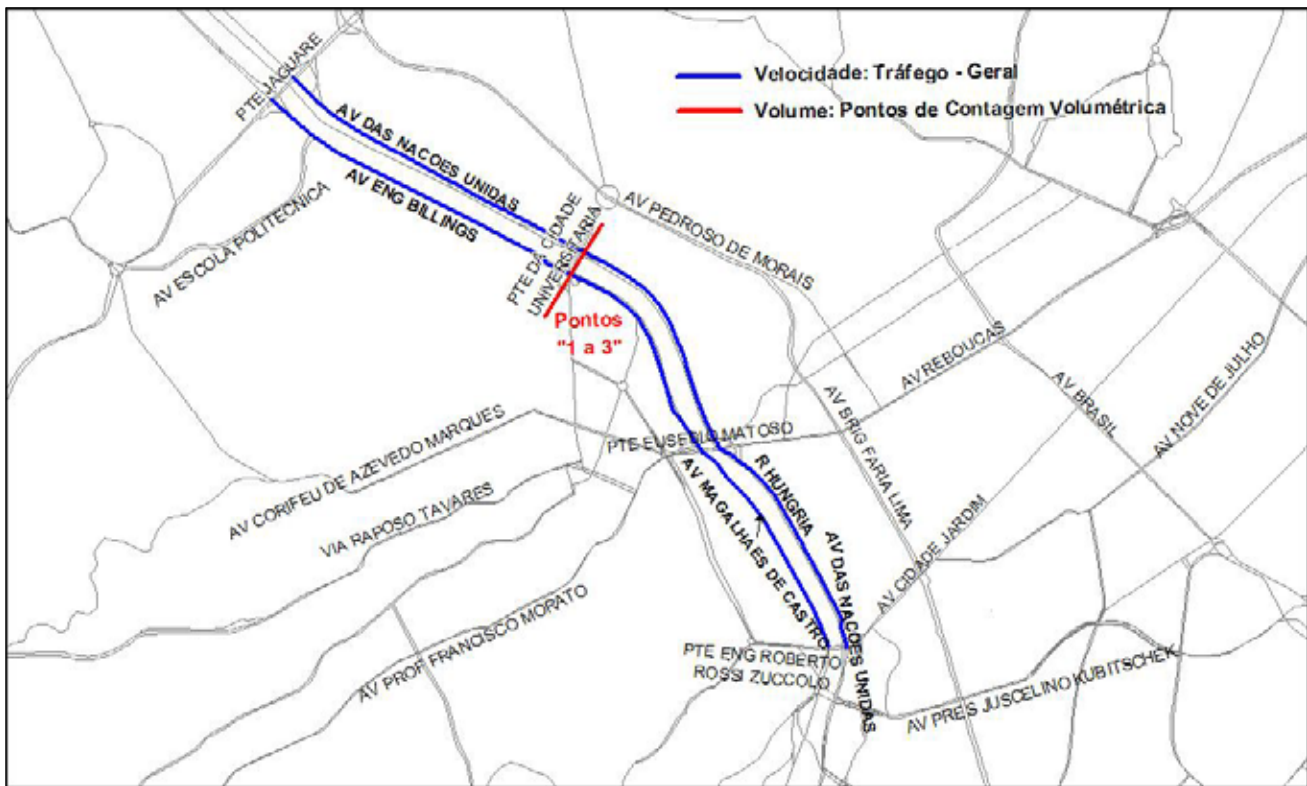 Velocidade: Tráfego - Geral
Volume: Pontos de Contagem Volumétrica
PTE JAGUARE
AV DAS NACOES UNIDAS
AV ENG BILLINGS
AV ESCOLA POLITECNICA
PTE DA CIDADE
UNIVERSITARIA
AV PEDROSO DE MORAIS
Pontos
"1 a 3"
AV REBOUCAS
AV BRASIL
AV NOVE DE JULHO
AV BRIG FARIA LIMA
PTE EUSEBIO MATOSO
AV CORIFEU DE AZEVEDO MARQUES
VIA RAPOSO TAVARES
R HUNGRIA
AV MAGALHAES DE CASTRO
AV DAS NACOES UNIDAS
AV CIDADE JARDIM
AV PROF FRANCISCO MORATO
PTE ENG ROBERTO
ROSSI ZUCCOLO
AV PRES JUSCELINO KUBITSCHEK